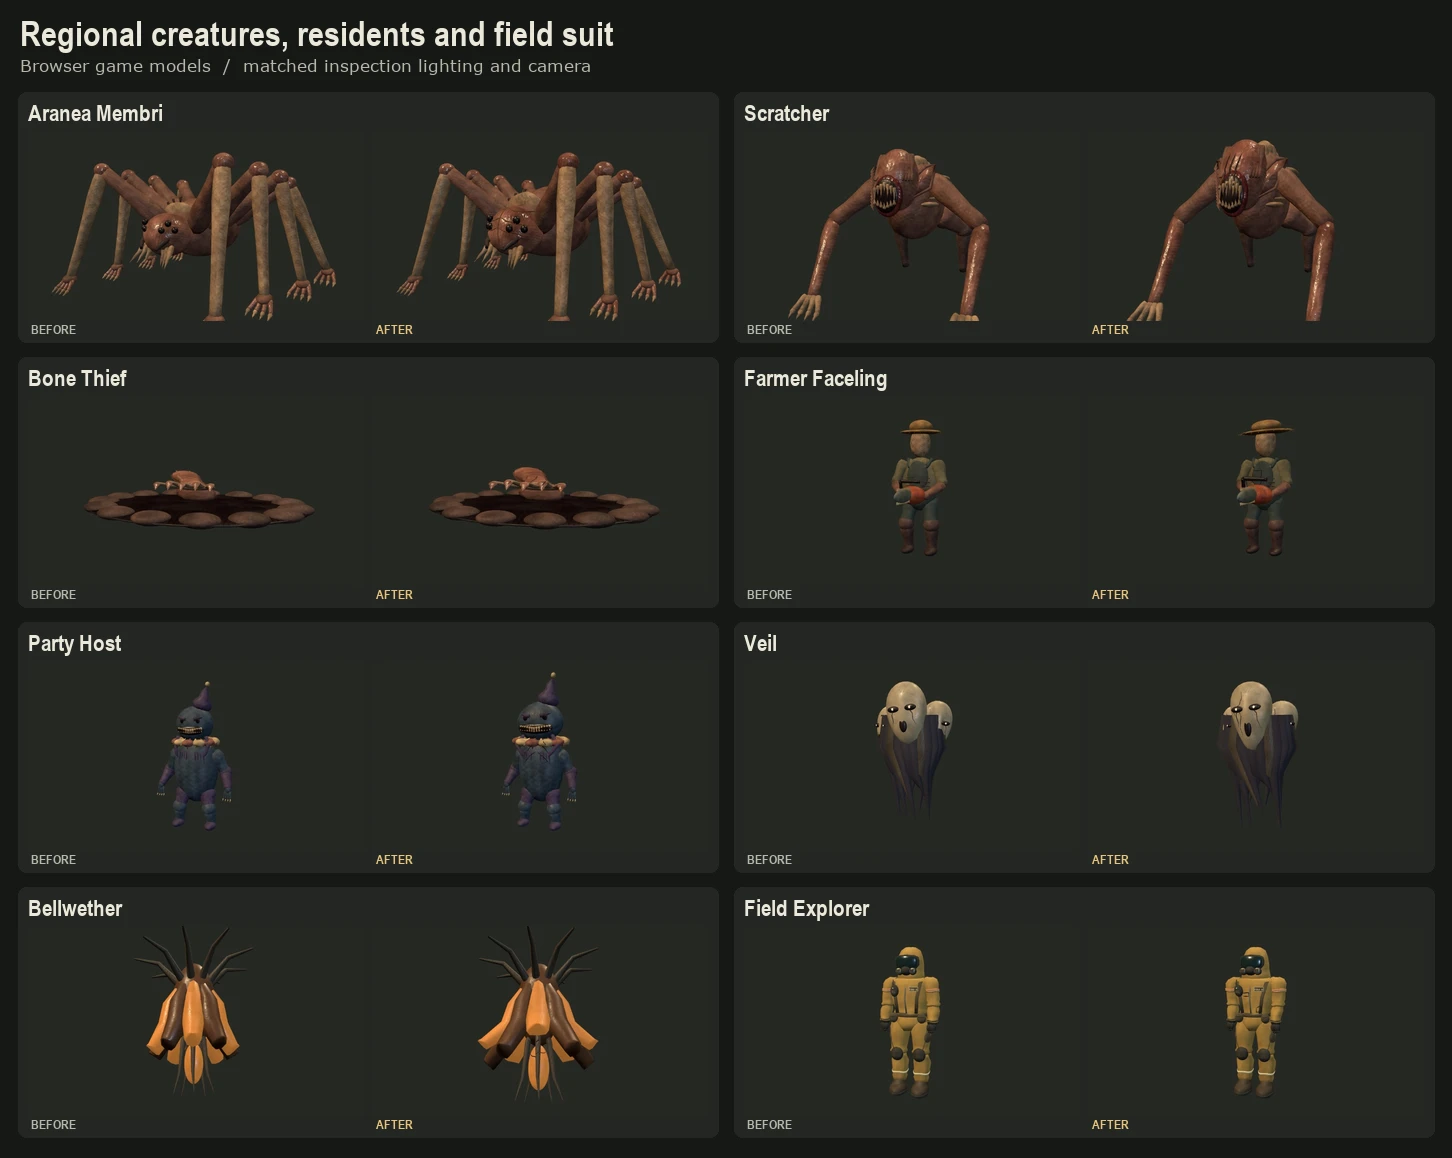 Regional creatures, residents and field suit
Browser game models / matched inspection lighting and camera
Aranea Membri
BEFORE
AFTER
Scratcher
BEFORE
AFTER
Bone Thief
BEFORE
AFTER
Farmer Faceling
BEFORE
AFTER
Party Host
BEFORE
AFTER
Veil
BEFORE
AFTER
Bellwether
BEFORE
AFTER
Field Explorer
BEFORE
AFTER